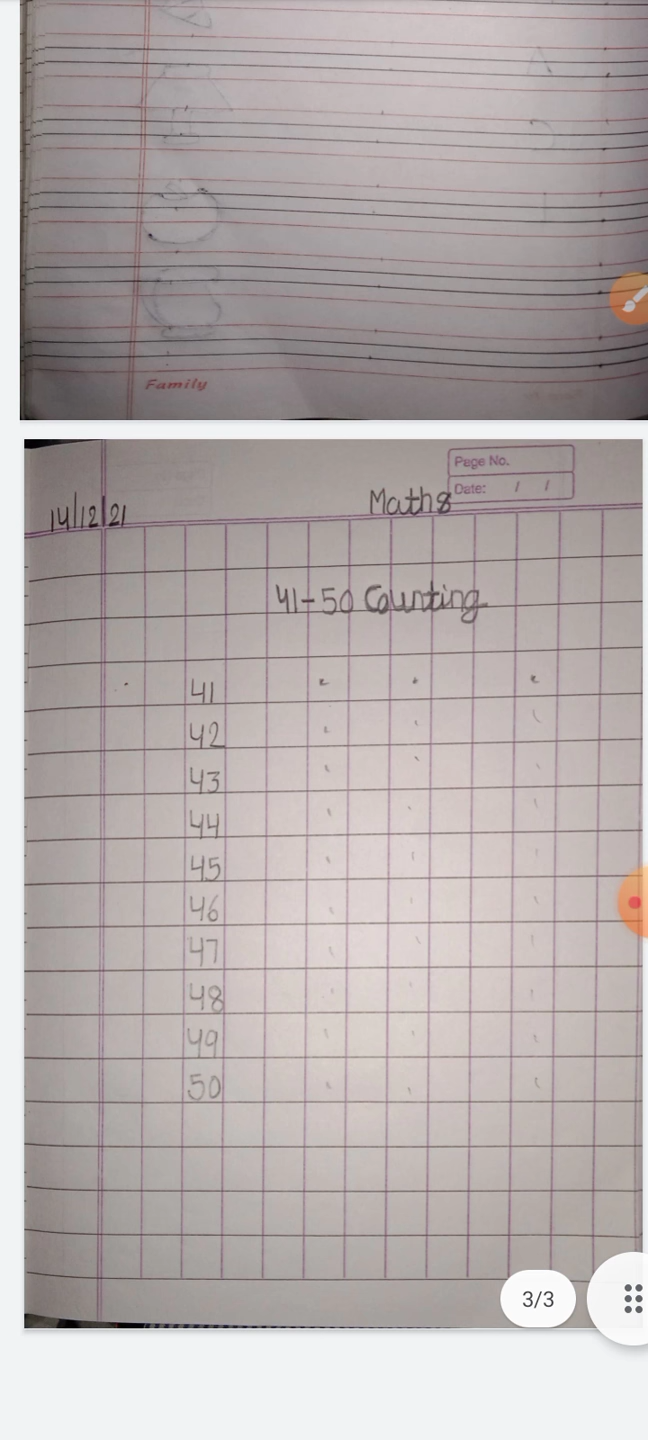 Family
Page No.
Date: / /
14/12/21
Maths
41-50 Counting
41
42
43
44
45
46
47
48
49
50
3/3